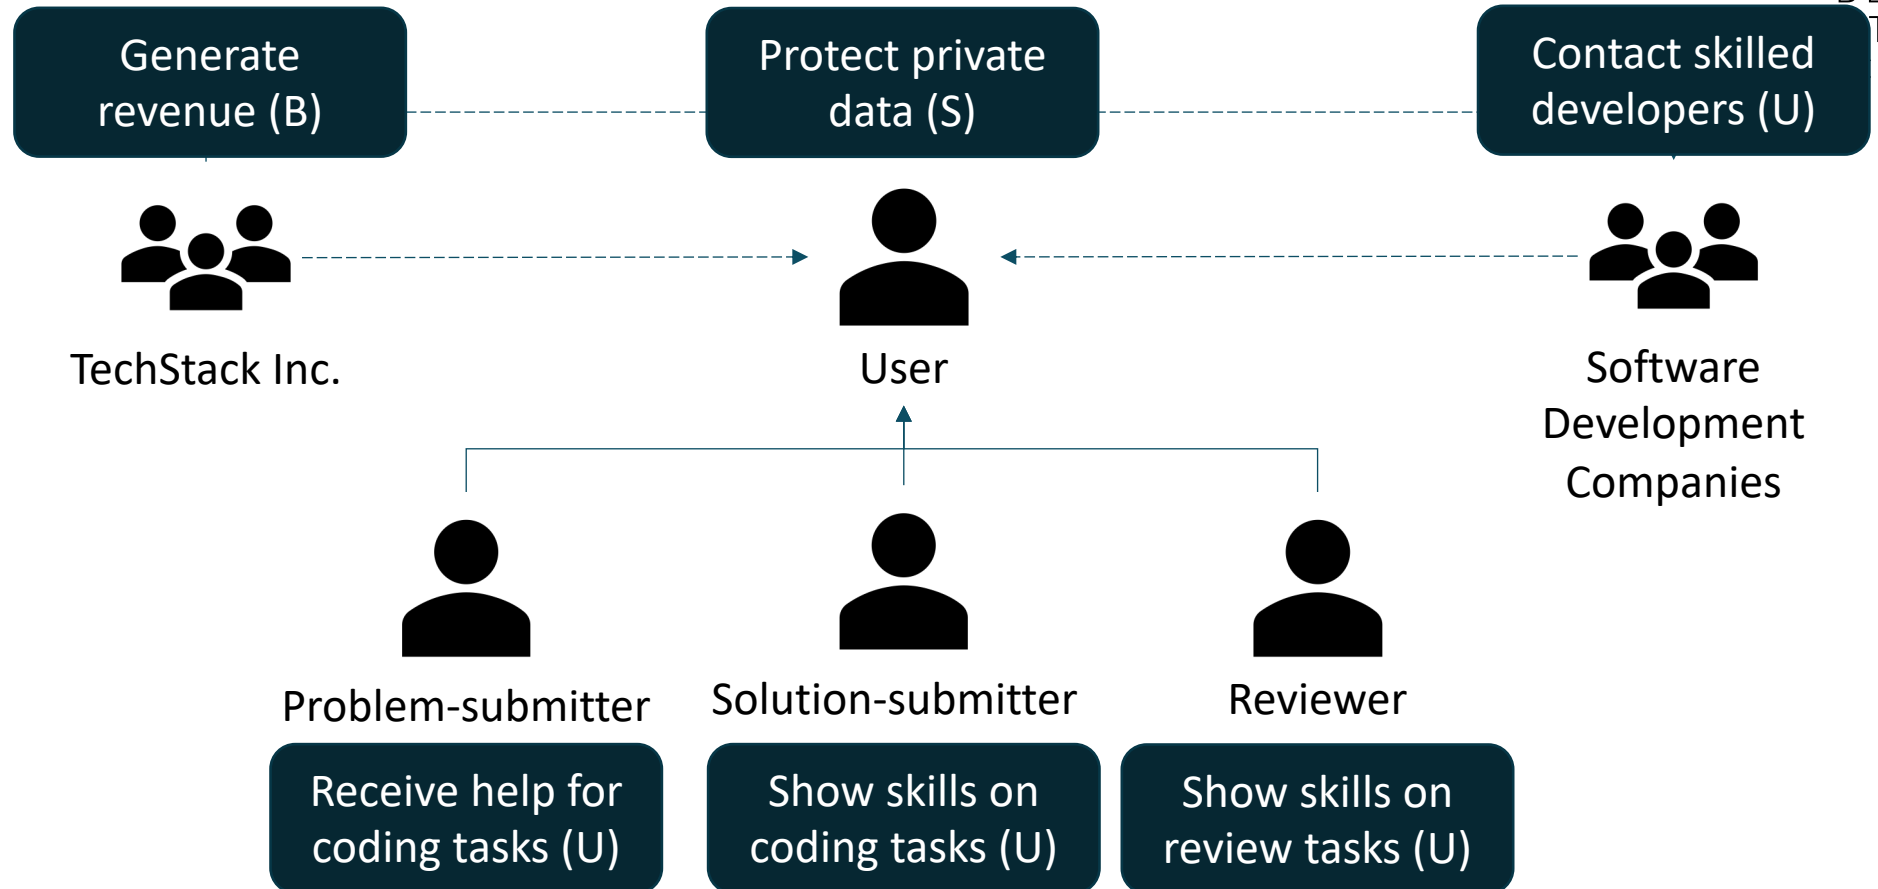 Generate
revenue (B)
Protect private
data (S)
Contact skilled
developers (U)
TechStack Inc.
User
Software
Development
Companies
Problem-submitter
Solution-submitter
Reviewer
Receive help for
coding tasks (U)
Show skills on
coding tasks (U)
Show skills on
review tasks (U)